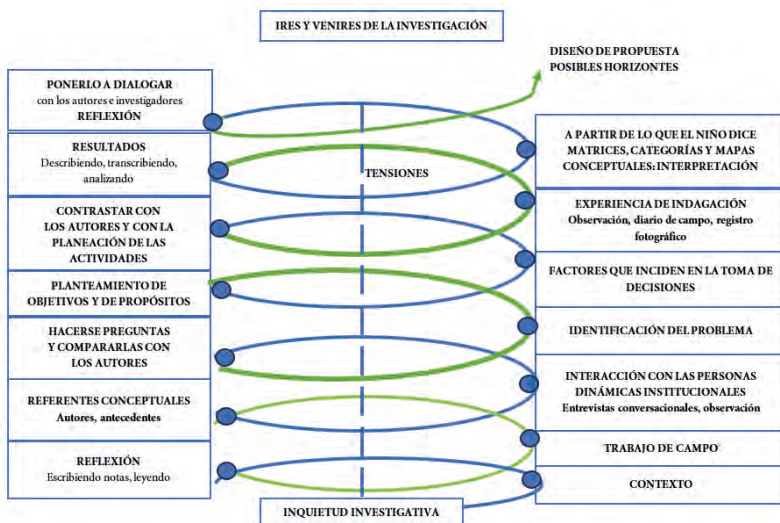 IRES Y VENIRES DE LA INVESTIGACIÓN
DISEÑO DE PROPUESTA
POSIBLES HORIZONTES
PONERLO A DIALOGAR
con los autores e investigadores
REFLEXIÓN
RESULTADOS
Describiendo, transcribiendo,
analizando
CONTRASTAR CON
LOS AUTORES Y CON LA
PLANEACIÓN DE LAS
ACTIVIDADES
PLANTEAMIENTO DE
OBJETIVOS Y DE PROPÓSITOS
HACERSE PREGUNTAS
Y COMPARARLAS CON
LOS AUTORES
REFERENTES CONCEPTUALES
Autores, antecedentes
REFLEXIÓN
Escribiendo notas, leyendo
TENSIONES
A PARTIR DE LO QUE EL NIÑO DICE
MATRICES, CATEGORÍAS Y MAPAS
CONCEPTUALES: INTERPRETACIÓN
EXPERIENCIA DE INDAGACIÓN
Observación, diario de campo, registro
fotográfico
FACTORES QUE INCIDEN EN LA TOMA DE
DECISIONES
IDENTIFICACIÓN DEL PROBLEMA
INTERACCIÓN CON LAS PERSONAS
DINÁMICAS INSTITUCIONALES
Entrevistas conversacionales, observación
TRABAJO DE CAMPO
CONTEXTO
INQUIETUD INVESTIGATIVA